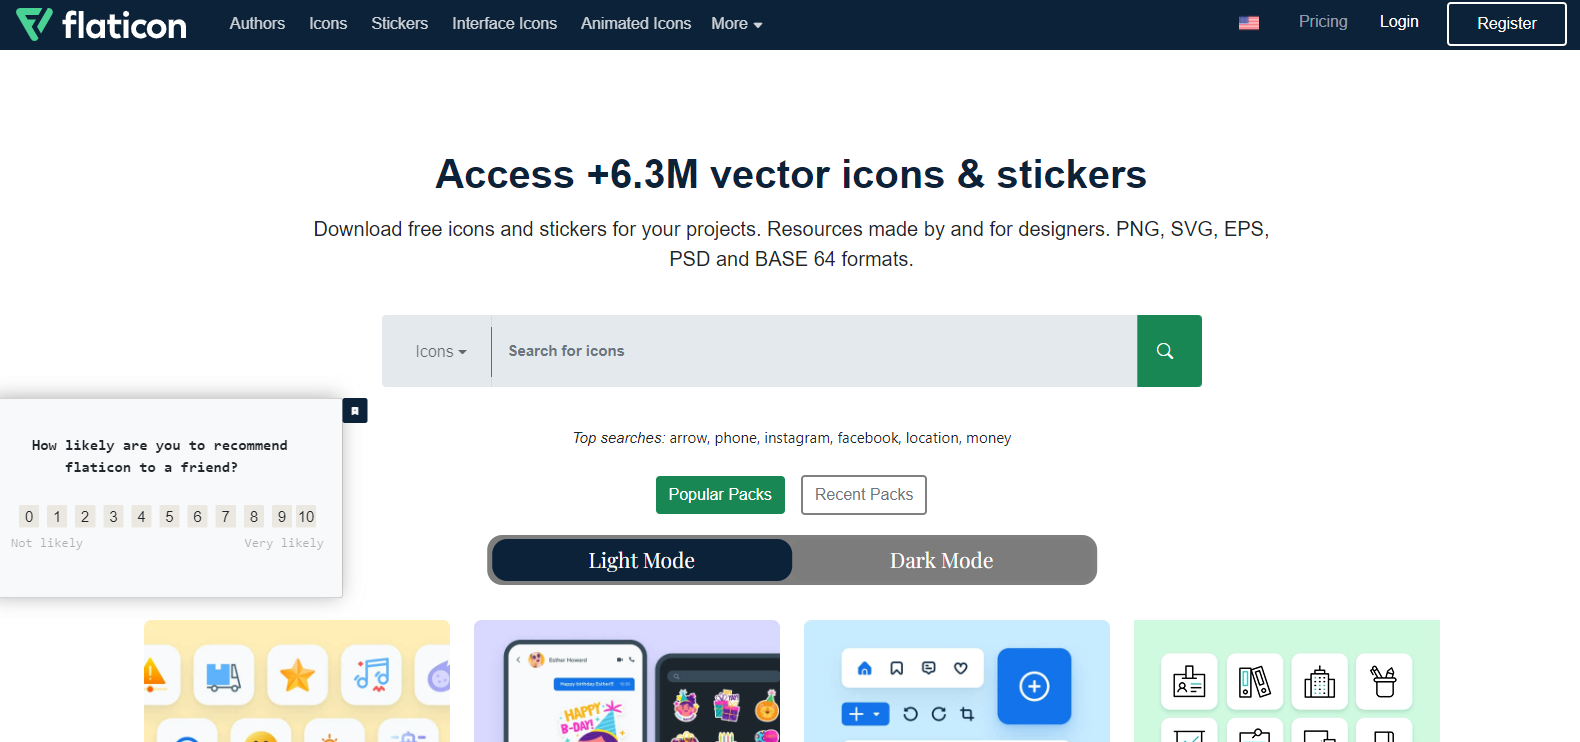 flaticon
Authors Icons Stickers Interface Icons Animated Icons More
Pricing Login Register
Access +6.3M vector icons & stickers
Download free icons and stickers for your projects. Resources made by and for designers. PNG, SVG, EPS,
PSD and BASE 64 formats.
Icons Search for icons
Top searches: arrow, phone, instagram, facebook, location, money
How likely are you to recommend
flaticon to a friend?
0 1 2 3 4 5 6 7 8 9 10
Not likely Very likely
Popular Packs Recent Packs
Light Mode Dark Mode
Esther Howard
Happy birthday Esther!!!
HAPPY
B-DAY!